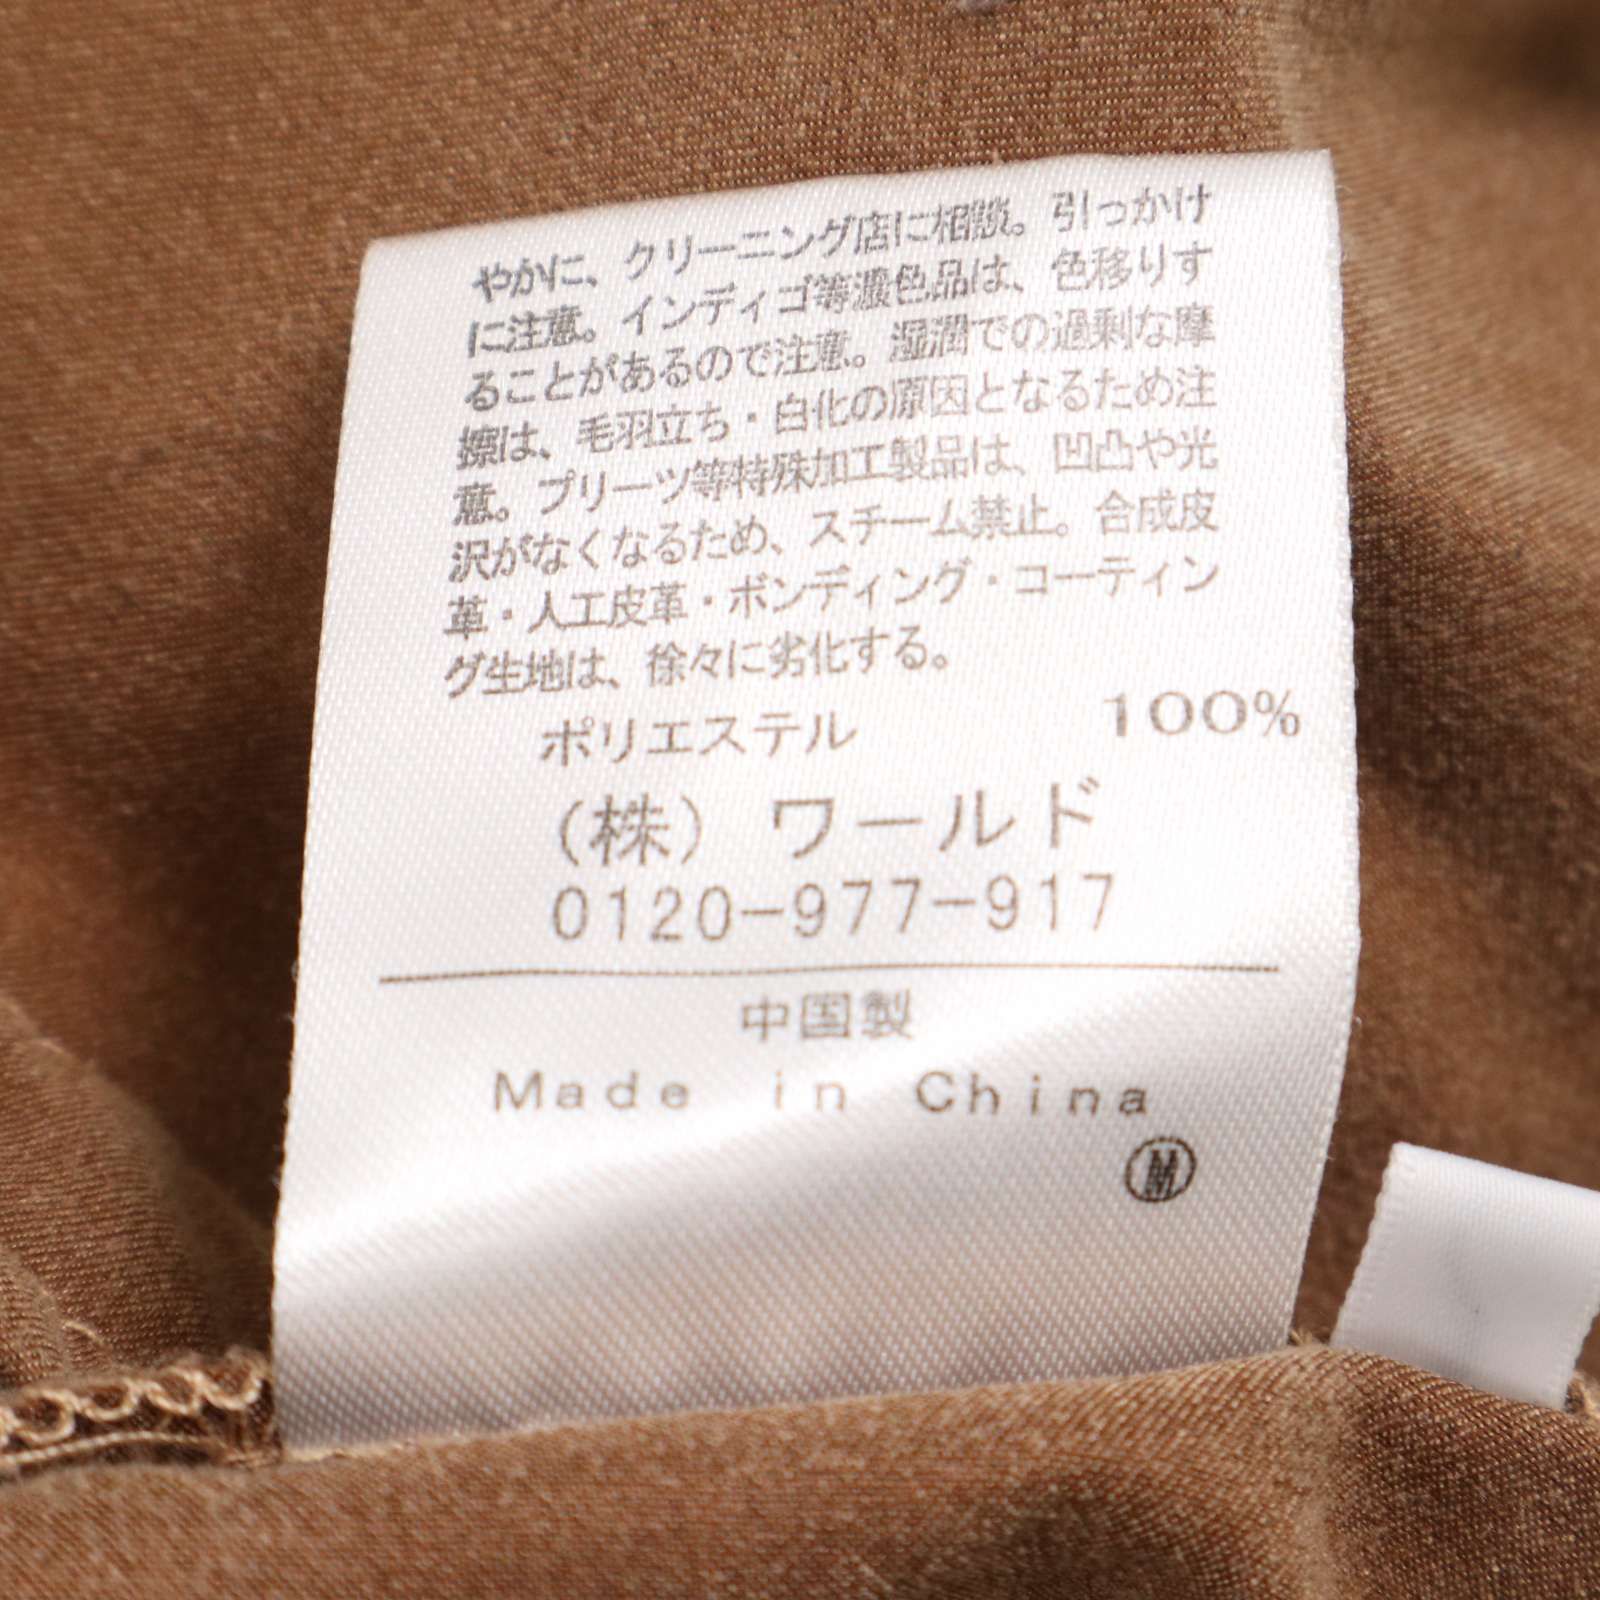 やかに、クリーニング店に相談。引っかけ
に注意。インディゴ等濃色品は、色移りす
ることがあるので注意。湿潤での過剰な摩
擦は、毛羽立ち・白化の原因となるため注
意。プリーツ等特殊加工製品は、凹凸や光
沢がなくなるため、スチーム禁止。合成皮
革・人工皮革・ボンディング・コーティン
グ生地は、徐々に劣化する。
ポリエステル 100%
(株) ワールド
0120-977-917
中国製
Made in China
Ⓜ